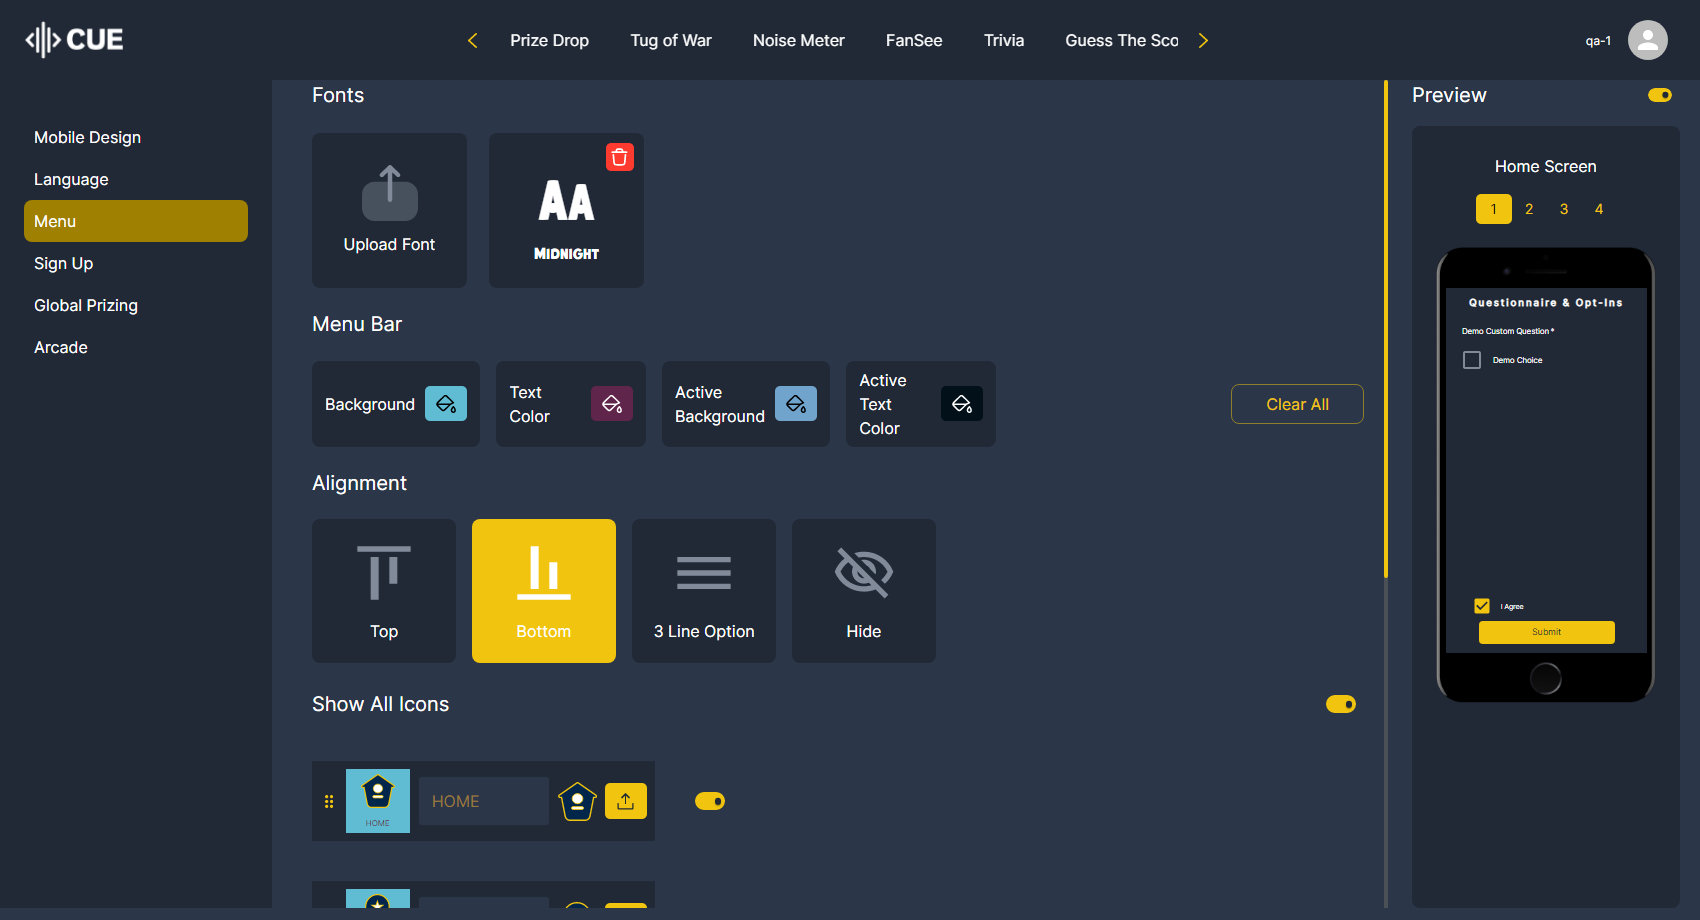 CUE
Prize Drop
Tug of War
Noise Meter
FanSee
Trivia
Guess The Sco
qa-1
Mobile Design
Language
Menu
Sign Up
Global Prizing
Arcade
Fonts
Upload Font
AA
MIDNIGHT
Menu Bar
Background
Text
Color
Active
Background
Active
Text
Color
Clear All
Alignment
Top
Bottom
3 Line Option
Hide
Show All Icons
HOME
HOME
Preview
Home Screen
1 2 3 4
Questionnaire & Opt-Ins
Demo Custom Question*
Demo Choice
I Agree
Submit